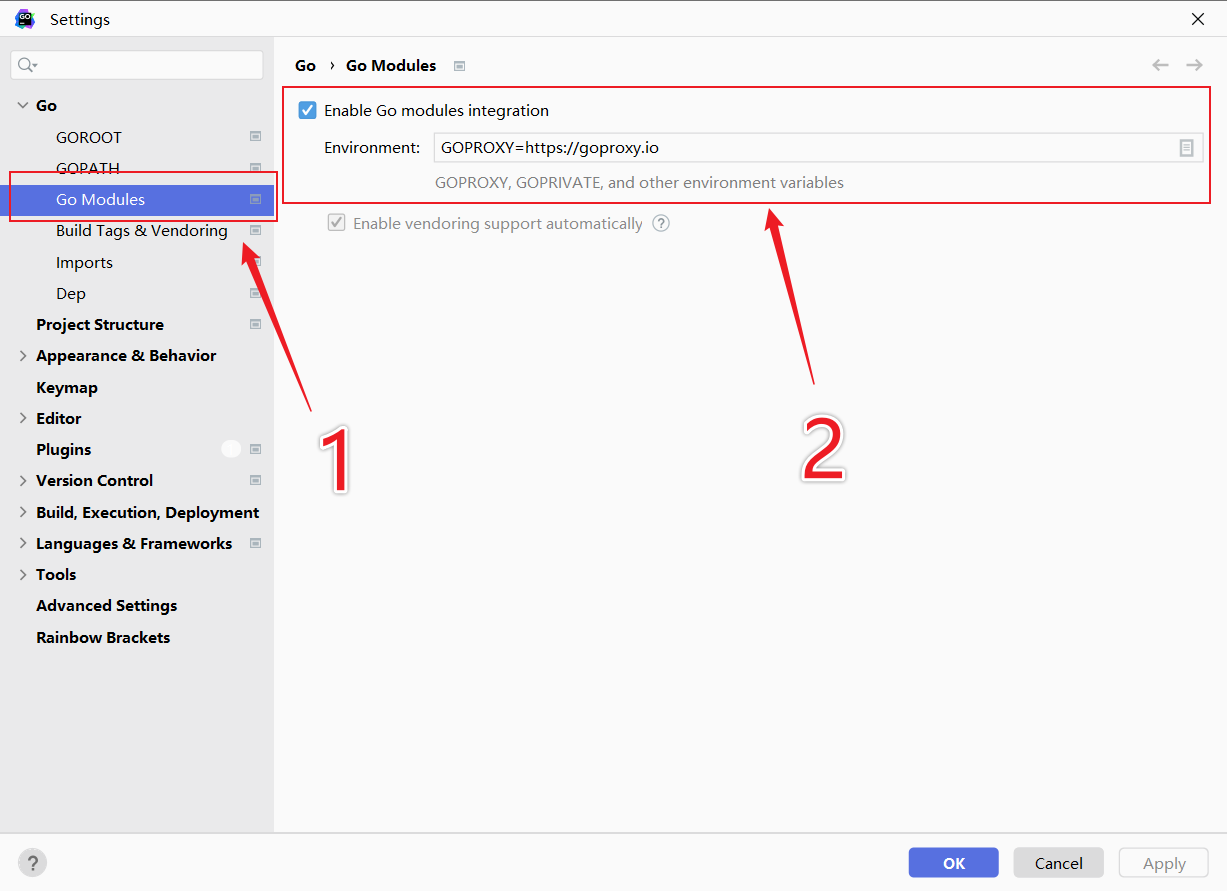 GO
Settings
Go
GOROOT
GOPATH
Go Modules
Build Tags & Vendoring
Imports
Dep
Project Structure
Appearance & Behavior
Keymap
Editor
Plugins
Version Control
Build, Execution, Deployment
Languages & Frameworks
Tools
Advanced Settings
Rainbow Brackets
Go › Go Modules
Enable Go modules integration
Environment: GOPROXY=https://goproxy.io
GOPROXY, GOPRIVATE, and other environment variables
Enable vendoring support automatically ?
1
2
? OK Cancel Apply